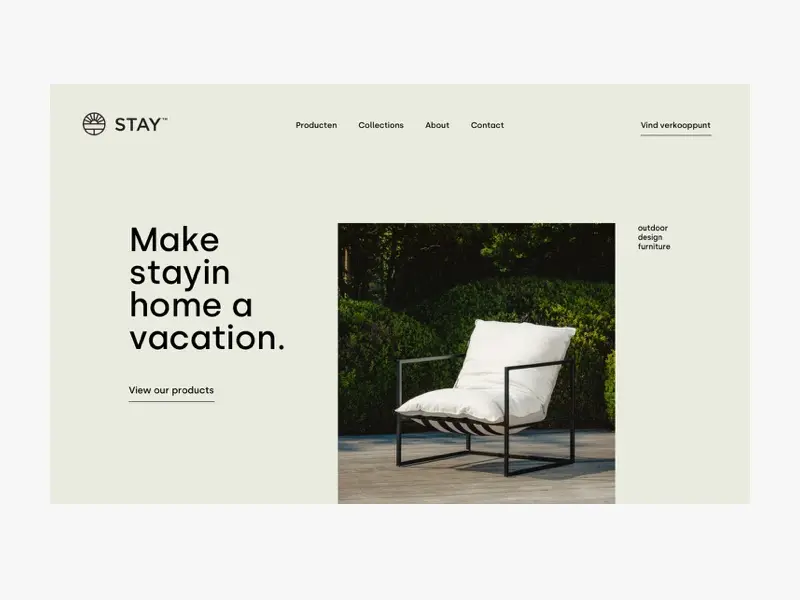 STAY™
Producten Collections About Contact
Vind verkooppunt
Make
stayin
home a
vacation.
View our products
outdoor
design
furniture